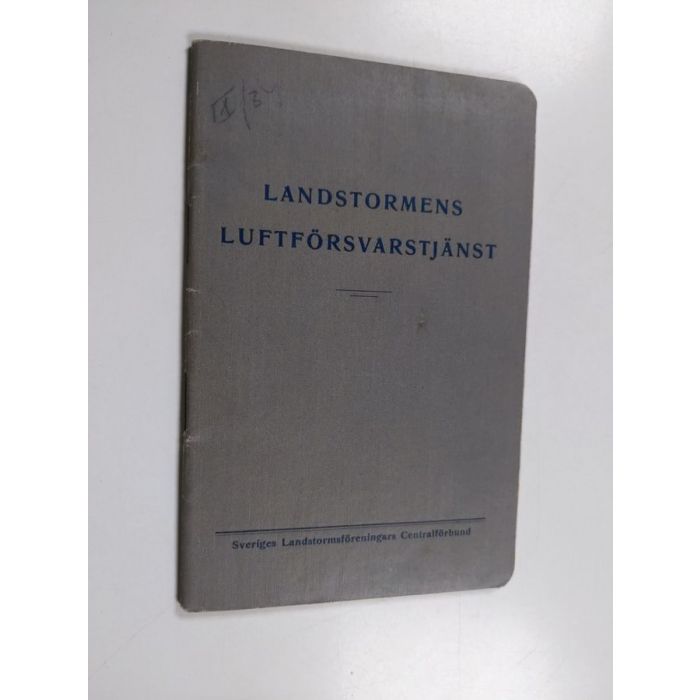 LANDSTORMENS
LUFTFÖRSVARSTJÄNST
Sveriges Landstormsföreningars Centralförbund